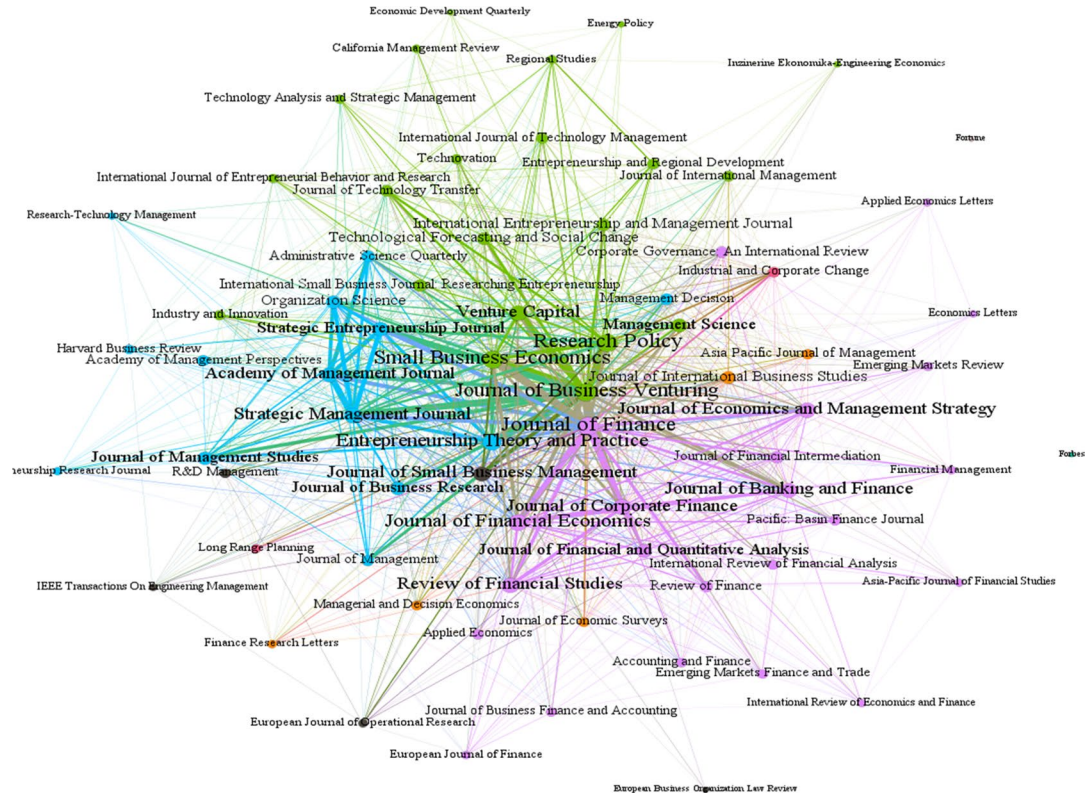 Economic Development Quarterly
Energy Policy
California Management Review
Regional Studies
Inzinerine Ekonomika-Engineering Economics
Technology Analysis and Strategic Management
International Journal of Technology Management
Fortune
Technovation
Entrepreneurship and Regional Development
International Journal of Entrepreneurial Behavior and Research
Journal of International Management
Journal of Technology Transfer
Applied Economics Letters
Research-Technology Management
International Entrepreneurship and Management Journal
Technological Forecasting and Social Change
Administrative Science Quarterly
Corporate Governance: An International Review
Industrial and Corporate Change
International Small Business Journal: Researching Entrepreneurship
Organization Science
Management Decision
Industry and Innovation
Venture Capital
Economics Letters
Strategic Entrepreneurship Journal
Management Science
Research Policy
Harvard Business Review
Academy of Management Perspectives
Small Business Economics
Asia Pacific Journal of Management
Emerging Markets Review
Academy of Management Journal
Journal of International Business Studies
Journal of Business Venturing
Strategic Management Journal
Journal of Economics and Management Strategy
Journal of Finance
Entrepreneurship Theory and Practice
Journal of Management Studies
Journal of Financial Intermediation
Forbes
neurship Research Journal
R&D Management
Journal of Small Business Management
Financial Management
Journal of Business Research
Journal of Banking and Finance
Journal of Corporate Finance
Journal of Financial Economics
Pacific: Basin Finance Journal
Long Range Planning
Journal of Financial and Quantitative Analysis
Journal of Management
International Review of Financial Analysis
IEEE Transactions On Engineering Management
Review of Financial Studies
Review of Finance
Asia-Pacific Journal of Financial Studies
Managerial and Decision Economics
Journal of Economic Surveys
Applied Economics
Finance Research Letters
Accounting and Finance
Emerging Markets Finance and Trade
International Review of Economics and Finance
Journal of Business Finance and Accounting
European Journal of Operational Research
European Journal of Finance
European Business Organization Law Review